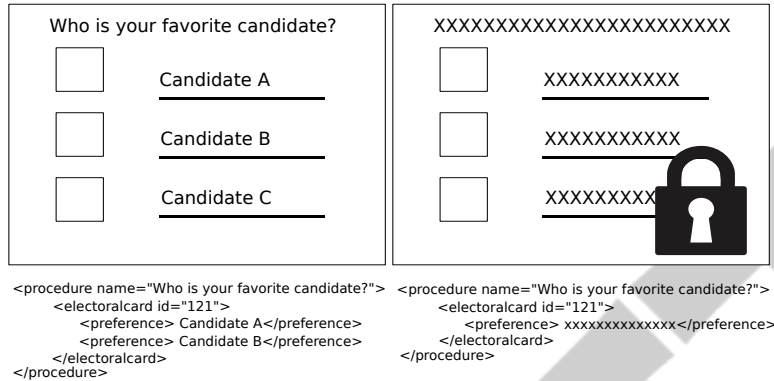 Who is your favorite candidate?
Candidate A
Candidate B
Candidate C
<procedure name="Who is your favorite candidate?">
<electoralcard id="121">
<preference> Candidate A</preference>
<preference> Candidate B</preference>
</electoralcard>
</procedure>
XXXXXXXXXXXXXXXXXXXXXXXX
XXXXXXXXXXX
XXXXXXXXXXX
XXXXXXXXX
<procedure name="Who is your favorite candidate?">
<electoralcard id="121">
<preference> xxxxxxxxxxxxxx</preference>
</electoralcard>
</procedure>